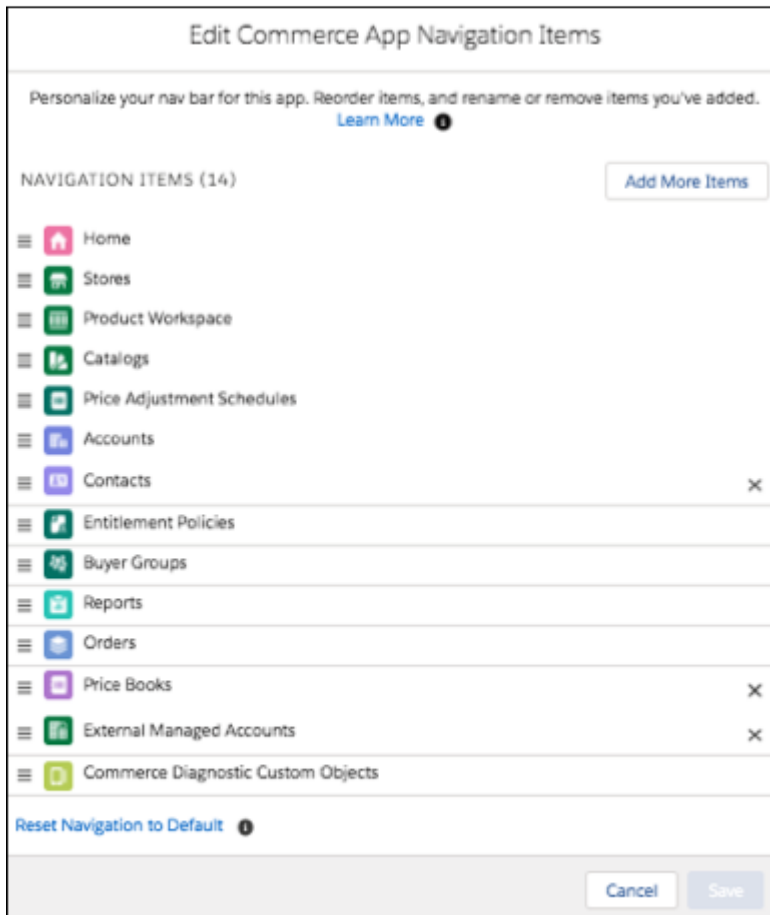 Edit Commerce App Navigation Items
Personalize your nav bar for this app. Reorder items, and rename or remove items you've added.
Learn More
NAVIGATION ITEMS (14)
Add More Items
Home
Stores
Product Workspace
Catalogs
Price Adjustment Schedules
Accounts
Contacts
Entitlement Policies
Buyer Groups
Reports
Orders
Price Books
External Managed Accounts
Commerce Diagnostic Custom Objects
Reset Navigation to Default
Cancel
Save